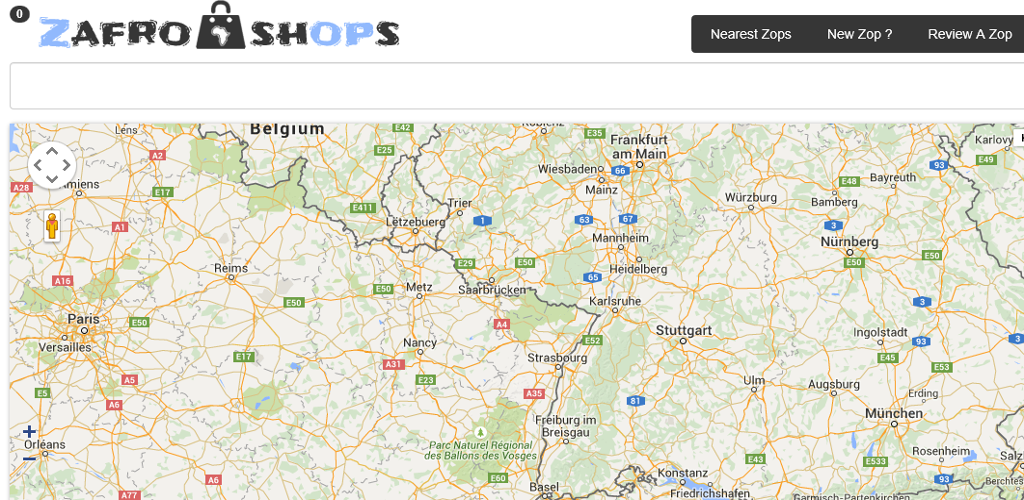 0
ZAFRO SHOPS
Nearest Zops
New Zop ?
Review A Zop
Belgium
Lens
E42
E35
Frankfurt
am Main
Karlovy
A2
E25
Wiesbaden
66
93
E49
A28
E17
Mainz
E48
Bayreuth
E411
Trier
Würzburg
Bamberg
A1
Lëtzebuerg
1
63
67
3
Mannheim
Nürnberg
E50
Reims
E29
E50
Heidelberg
E50
A16
Metz
E50
Saarbrücken
65
E50
Karlsruhe
3
Paris
E50
A4
Stuttgart
Ingolstadt
Versailles
Nancy
E52
93
3
E17
A31
Strasbourg
E45
E53
A5
E23
Ulm
Augsburg
E5
A6
A35
81
Erding
München
Freiburg im
Breisgau
Orléans
Parc Naturel Régional
des Ballons des Vosges
Rosenheim
E43
E533
A6
E60
Konstanz
93
A77
Basel
Friedrichshafen
Garmisch-Partenkirchen